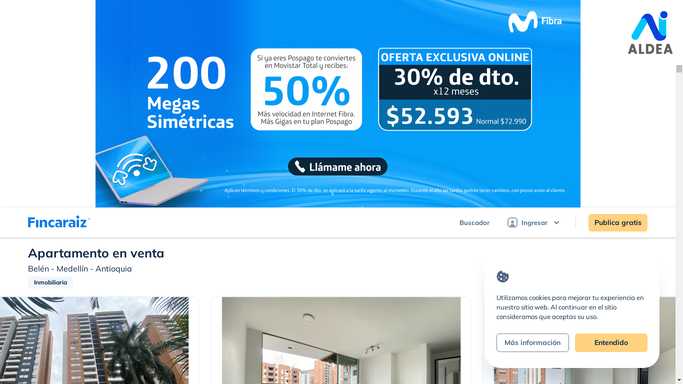 Fibra
ALDEA
200
Megas
Simétricas
Si ya eres Pospago te conviertes
en Movistar Total y recibes.
50%
Más velocidad en Internet Fibra.
Más Gigas en tu plan Pospago
OFERTA EXCLUSIVA ONLINE
30% de dto.
x12 meses
$52.593 Normal $72.990
Llámame ahora
Fincaraiz
Buscador
Ingresar
Publica gratis
Apartamento en venta
Belén - Medellín - Antioquia
Inmobiliaria
Utilizamos cookies para mejorar tu experiencia en
nuestro sitio web. Al continuar en el sitio
consideramos que aceptas su uso.
Más información
Entendido